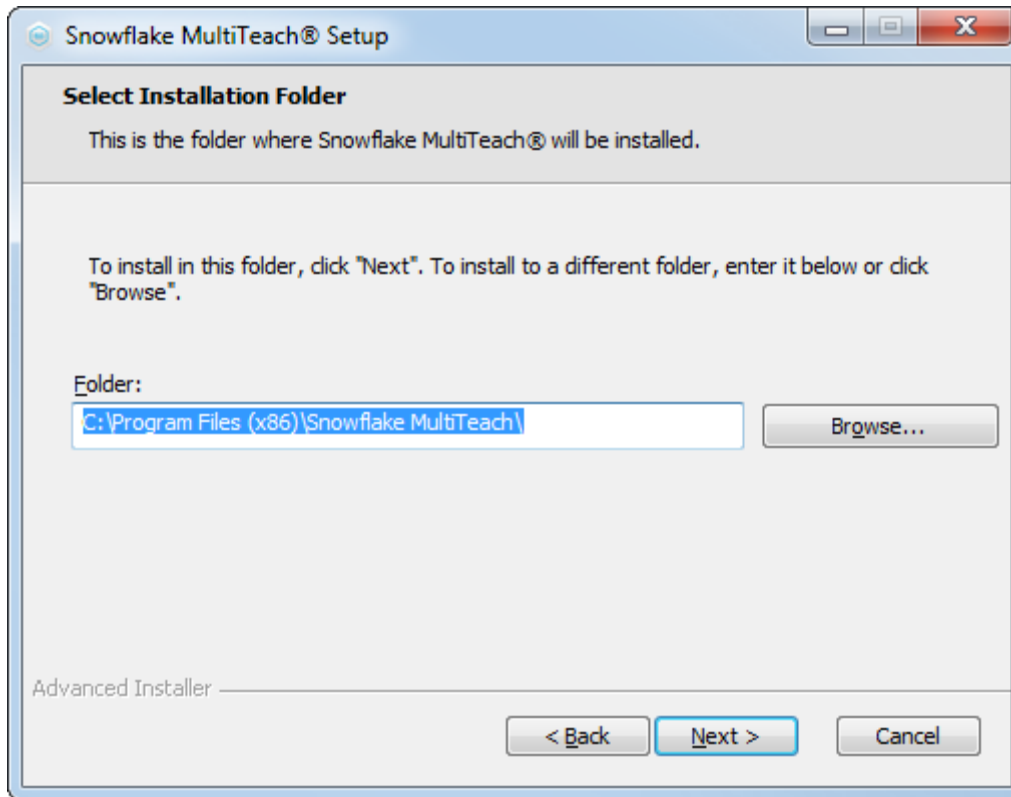 Snowflake MultiTeach® Setup
Select Installation Folder
This is the folder where Snowflake MultiTeach® will be installed.
To install in this folder, click "Next". To install to a different folder, enter it below or click
"Browse".
Folder:
C:\Program Files (x86)\Snowflake MultiTeach\
Browse...
Advanced Installer
< Back
Next >
Cancel